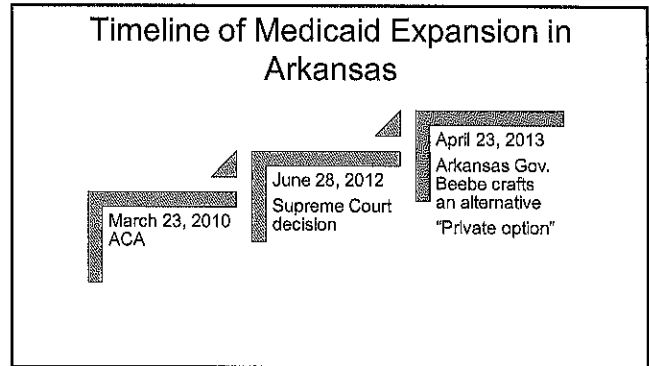 Timeline of Medicaid Expansion in
Arkansas
March 23, 2010
ACA
June 28, 2012
Supreme Court
decision
April 23, 2013
Arkansas Gov.
Beebe crafts
an alternative
"Private option"